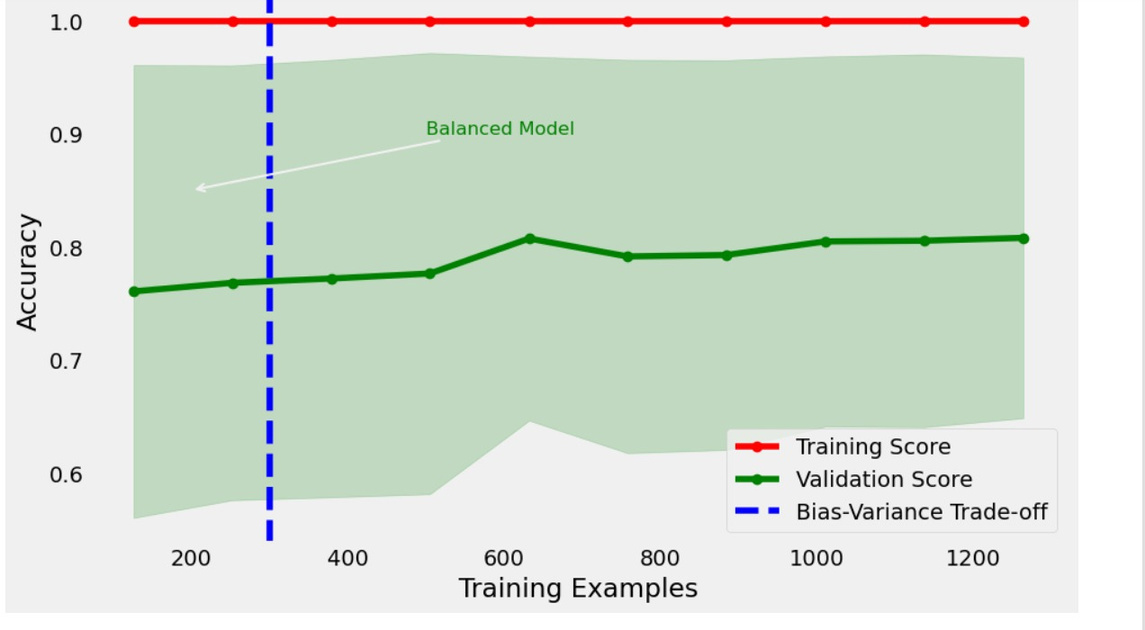 1.0
0.9
0.8
0.7
0.6
Accuracy
Balanced Model
Training Score
Validation Score
Bias-Variance Trade-off
200 400 600 800 1000 1200
Training Examples